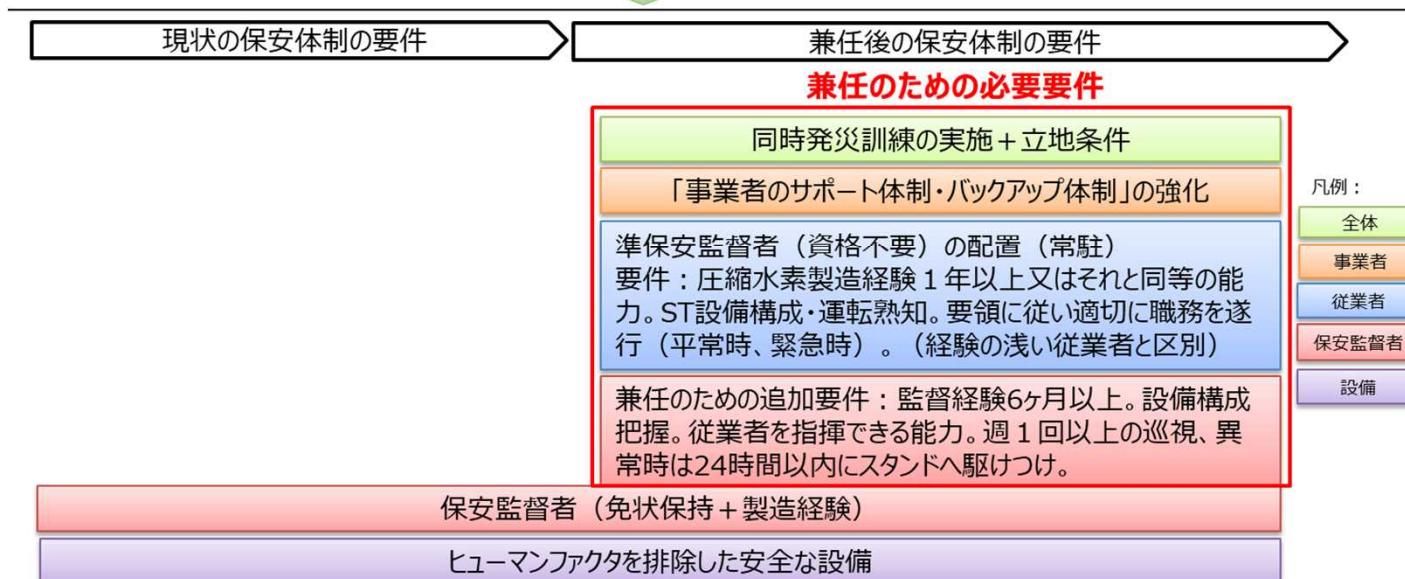 現状の保安体制の要件
兼任後の保安体制の要件
兼任のための必要要件
同時発災訓練の実施+立地条件
「事業者のサポート体制・バックアップ体制」の強化
準保安監督者(資格不要)の配置(常駐)
要件:圧縮水素製造経験1年以上又はそれと同等の能
力。ST設備構成・運転熟知。要領に従い適切に職務を遂
行(平常時、緊急時)。(経験の浅い従業者と区別)
兼任のための追加要件:監督経験6ヶ月以上。設備構成
把握。従業者を指揮できる能力。週1回以上の巡視、異
常時は24時間以内にスタンドへ駆けつけ。
保安監督者(免状保持+製造経験)
ヒューマンファクタを排除した安全な設備
凡例:
全体
事業者
従業者
保安監督者
設備